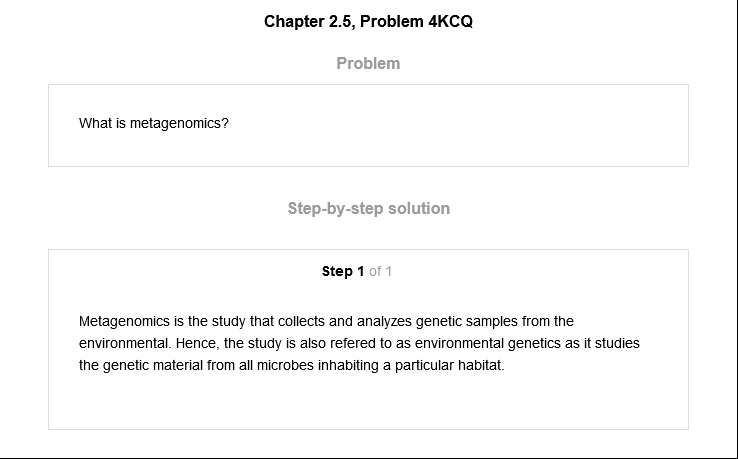 Chapter 2.5, Problem 4KCQ
Problem
What is metagenomics?
Step-by-step solution
Step 1 of 1
Metagenomics is the study that collects and analyzes genetic samples from the
environmental. Hence, the study is also refered to as environmental genetics as it studies
the genetic material from all microbes inhabiting a particular habitat.